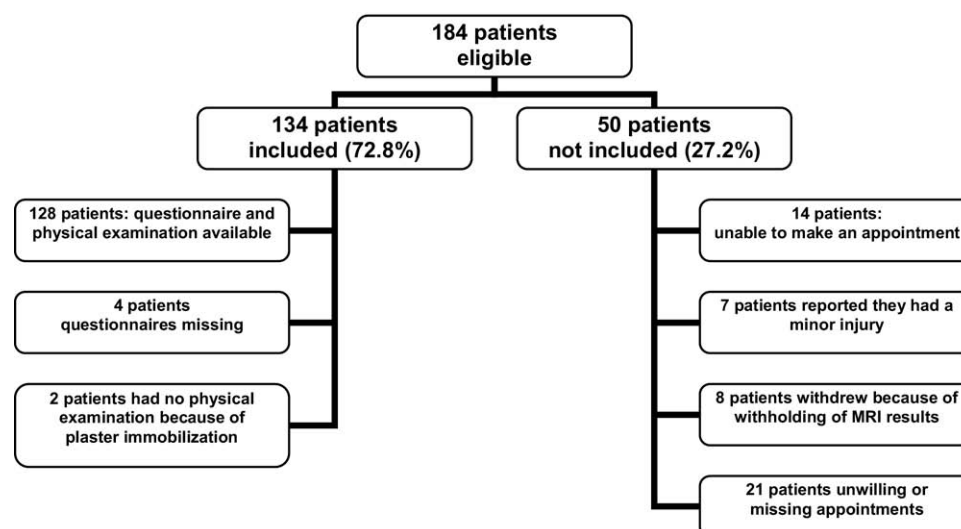 184 patients
eligible
134 patients
included (72.8%)
50 patients
not included (27.2%)
128 patients: questionnaire and
physical examination available
4 patients
questionnaires missing
2 patients had no physical
examination because of
plaster immobilization
14 patients:
unable to make an appointment
7 patients reported they had a
minor injury
8 patients withdrew because of
withholding of MRI results
21 patients unwilling or
missing appointments